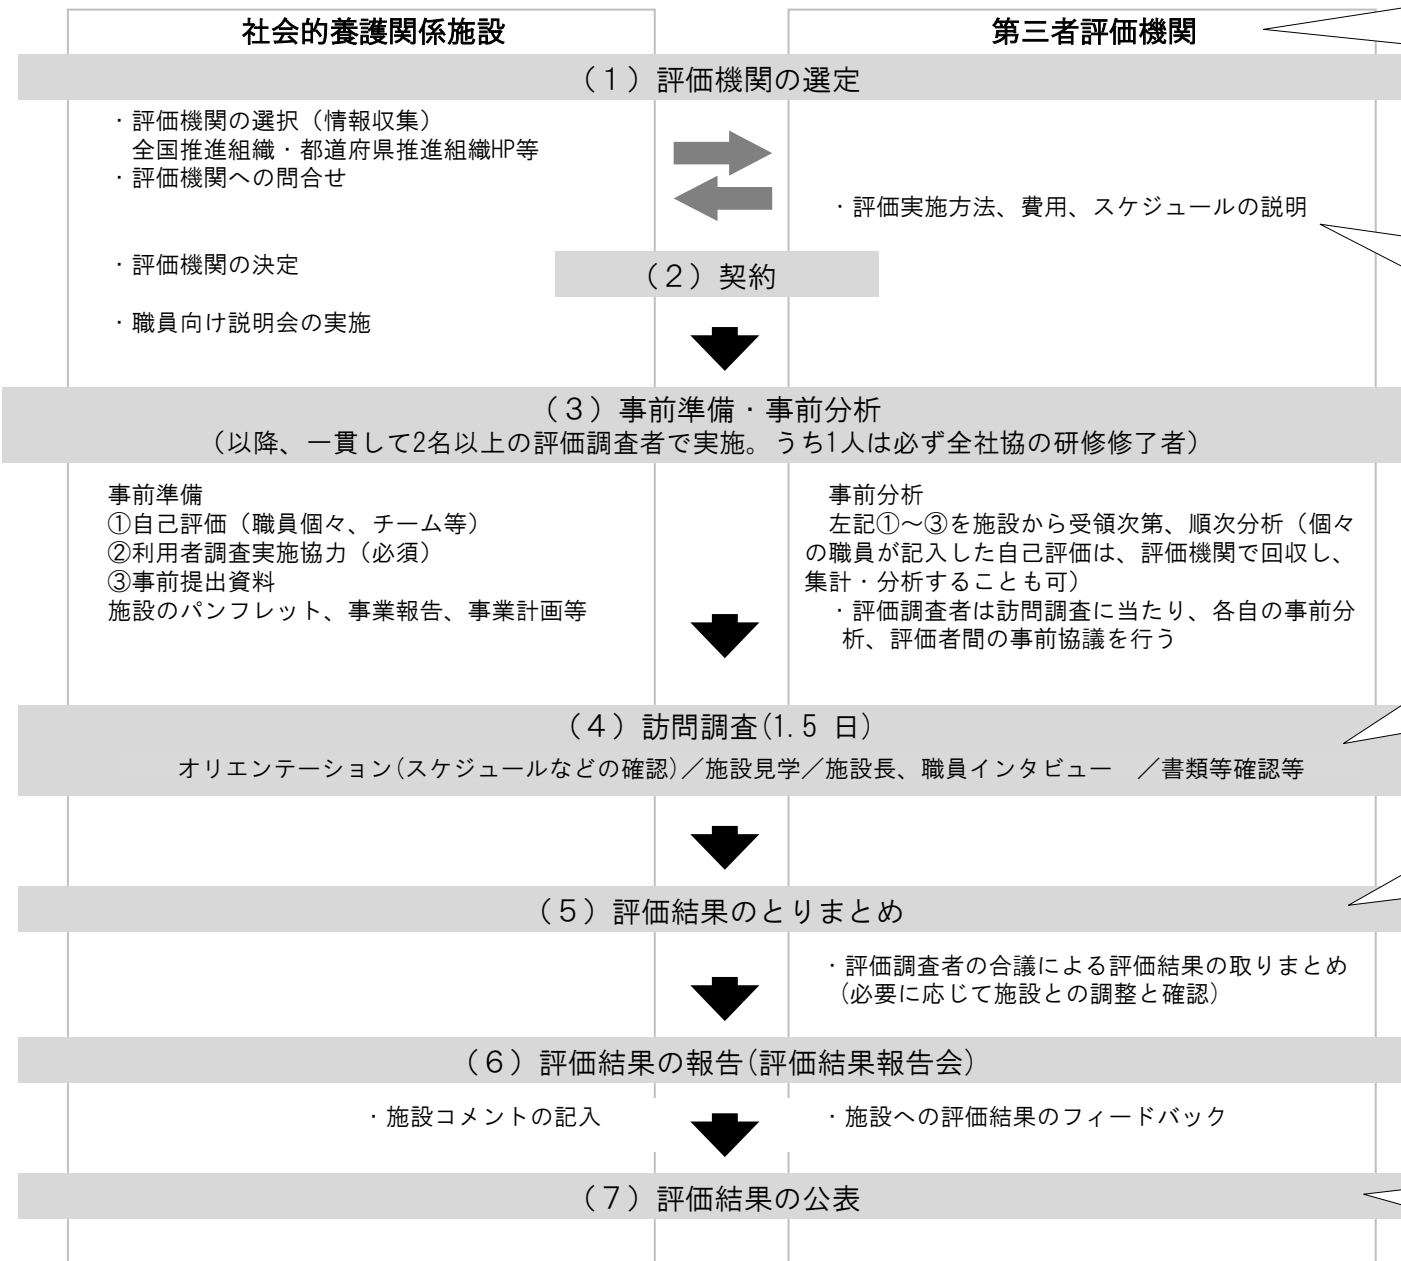 社会的養護関係施設
第三者評価機関
（１）評価機関の選定
・評価機関の選択（情報収集）
全国推進組織・都道府県推進組織HP等
・評価機関への問合せ
・評価実施方法、費用、スケジュールの説明
・評価機関の決定
（２）契約
・職員向け説明会の実施
（３）事前準備・事前分析
（以降、一貫して2名以上の評価調査者で実施。うち1人は必ず全社協の研修修了者）
事前準備
①自己評価（職員個々、チーム等）
②利用者調査実施協力（必須）
③事前提出資料
施設のパンフレット、事業報告、事業計画等
事前分析
左記①～③を施設から受領次第、順次分析（個々
の職員が記入した自己評価は、評価機関で回収し、
集計・分析することも可）
・評価調査者は訪問調査に当たり、各自の事前分
析、評価者間の事前協議を行う
（４）訪問調査(1.5 日)
オリエンテーション(スケジュールなどの確認)／施設見学／施設長、職員インタビュー　／書類等確認等
（５）評価結果のとりまとめ
・評価調査者の合議による評価結果の取りまとめ
(必要に応じて施設との調整と確認)
（６）評価結果の報告(評価結果報告会)
・施設コメントの記入
・施設への評価結果のフィードバック
（７）評価結果の公表